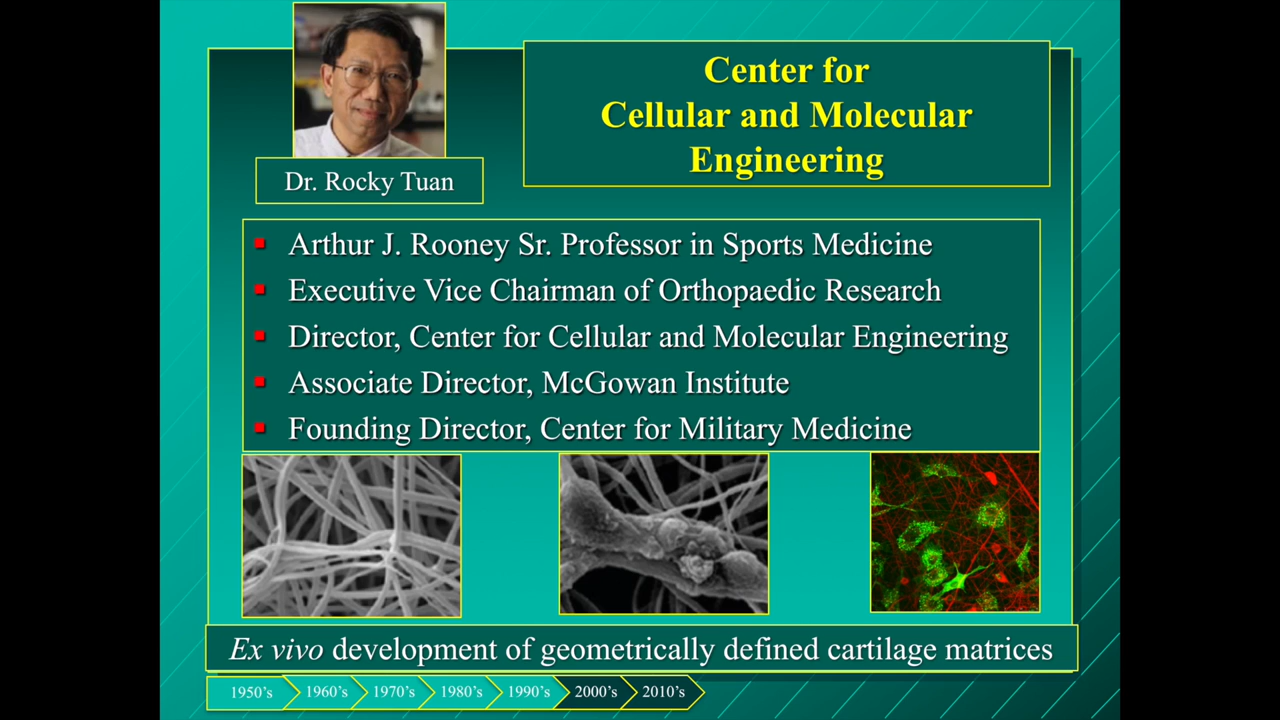 Center for
Cellular and Molecular
Engineering
Dr. Rocky Tuan
Arthur J. Rooney Sr. Professor in Sports Medicine
Executive Vice Chairman of Orthopaedic Research
Director, Center for Cellular and Molecular Engineering
Associate Director, McGowan Institute
Founding Director, Center for Military Medicine
Ex vivo development of geometrically defined cartilage matrices
1950's 1960's 1970's 1980's 1990's 2000's 2010's